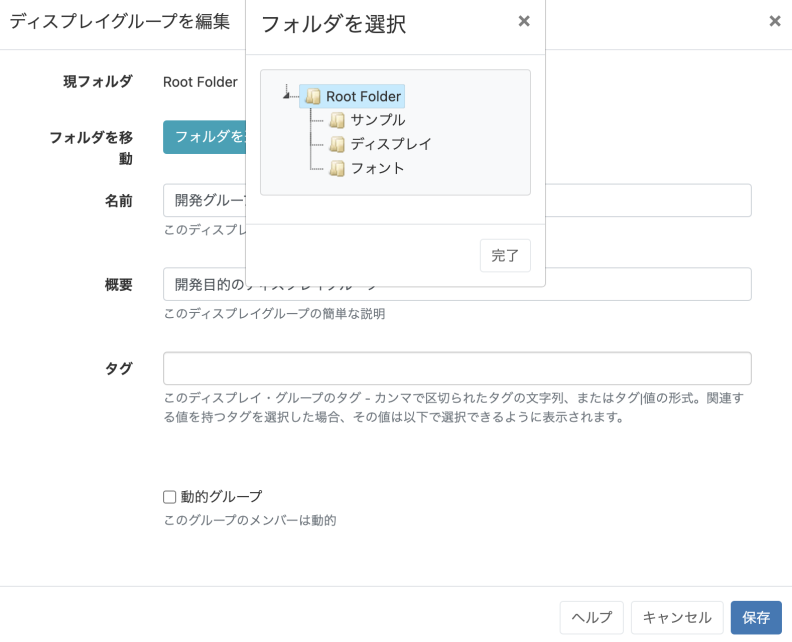 ディスプレイグループを編集
フォルダを選択
×
×
現フォルダ
Root Folder
Root Folder
サンプル
ディスプレイ
フォント
フォルダを移
動
フォルダを
名前
開発グルー
このディスプレ
完了
概要
開発目的の
このディスプレイグループの簡単な説明
タグ
このディスプレイ・グループのタグ - カンマで区切られたタグの文字列、またはタグ|値の形式。関連す
る値を持つタグを選択した場合、その値は以下で選択できるように表示されます。
動的グループ
このグループのメンバーは動的
ヘルプ
キャンセル
保存